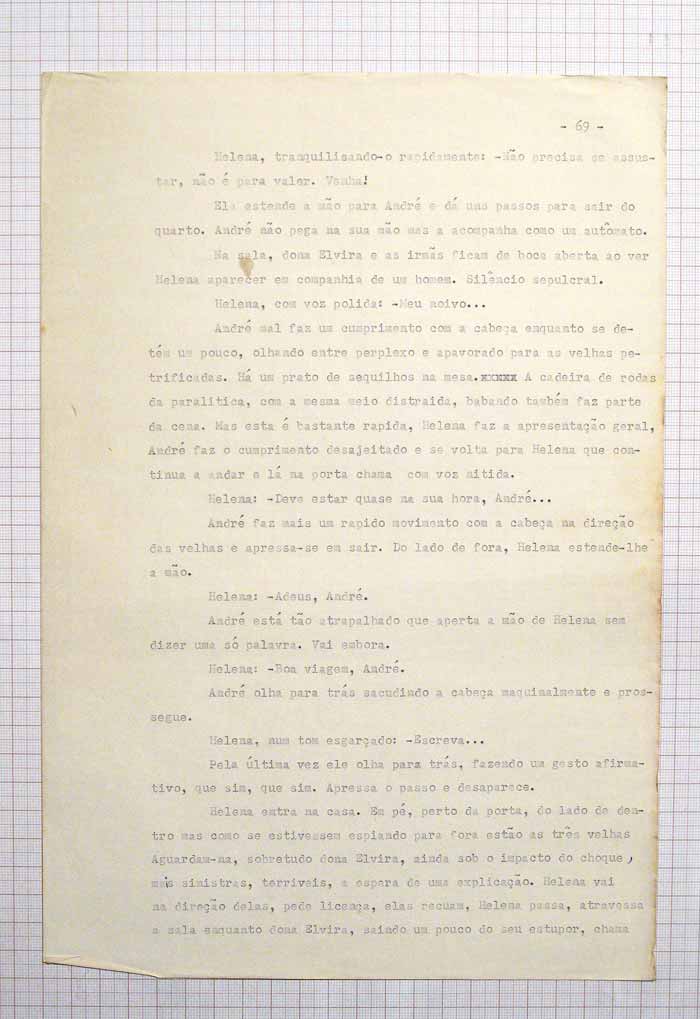 - 69 -
Helena, tranquilisando-o rapidamente: -Não precisa se assus-
tar, não é para valer. Venha!
Ela estende a mão para André e dá uns passos para sair do
quarto. André não pega na sua mão mas a acompanha como um autômato.
Na sala, dona Elvira e as irmãs ficam de boca aberta ao ver
Helena aparecer em companhia de um homem. Silêncio sepulcral.
Helena, com voz polida: -Meu noivo...
André mal faz um cumprimento com a cabeça enquanto se de-
tém um pouco, olhando entre perplexo e apavorado para as velhas pe-
trificadas. Há um prato de sequilhos na mesa.xxxxx A cadeira de rodas
da paralitica, com a mesma meio distraida, babando também faz parte
da cena. Mas esta é bastante rapida, Helena faz a apresentação geral,
André faz o cumprimento desajeitado e se volta para Helena que con-
tinua a andar e lá na porta chama com voz nitida.
Helena: -Deve estar quase na sua hora, André...
André faz mais um rapido movimento com a cabeça na direção
das velhas e apressa-se em sair. Do lado de fora, Helena estende-lhe
a mão.
Helena: -Adeus, André.
André está tão atrapalhado que aperta a mão de Helena sem
dizer uma só palavra. Vai embora.
Helena: -Boa viagem, André.
André olha para trás sacudindo a cabeça maquinalmente e pros-
segue.
Helena, num tom esgarçado: -Escreva...
Pela última vez ele olha para trás, fazendo um gesto afirma-
tivo, que sim, que sim. Apressa o passo e desaparece.
Helena entra na casa. Em pé, perto da porta, do lado de den-
tro mas como se estivessem espiando para fora estão as três velhas
Aguardam-na, sobretudo dona Elvira, ainda sob o impacto do choque,
mais sinistras, terriveis, a espera de uma explicação. Helena vai
na direção delas, pede licença, elas recuam, Helena passa, atravessa
a sala enquanto dona Elvira, saindo um pouco do seu estupor, chama